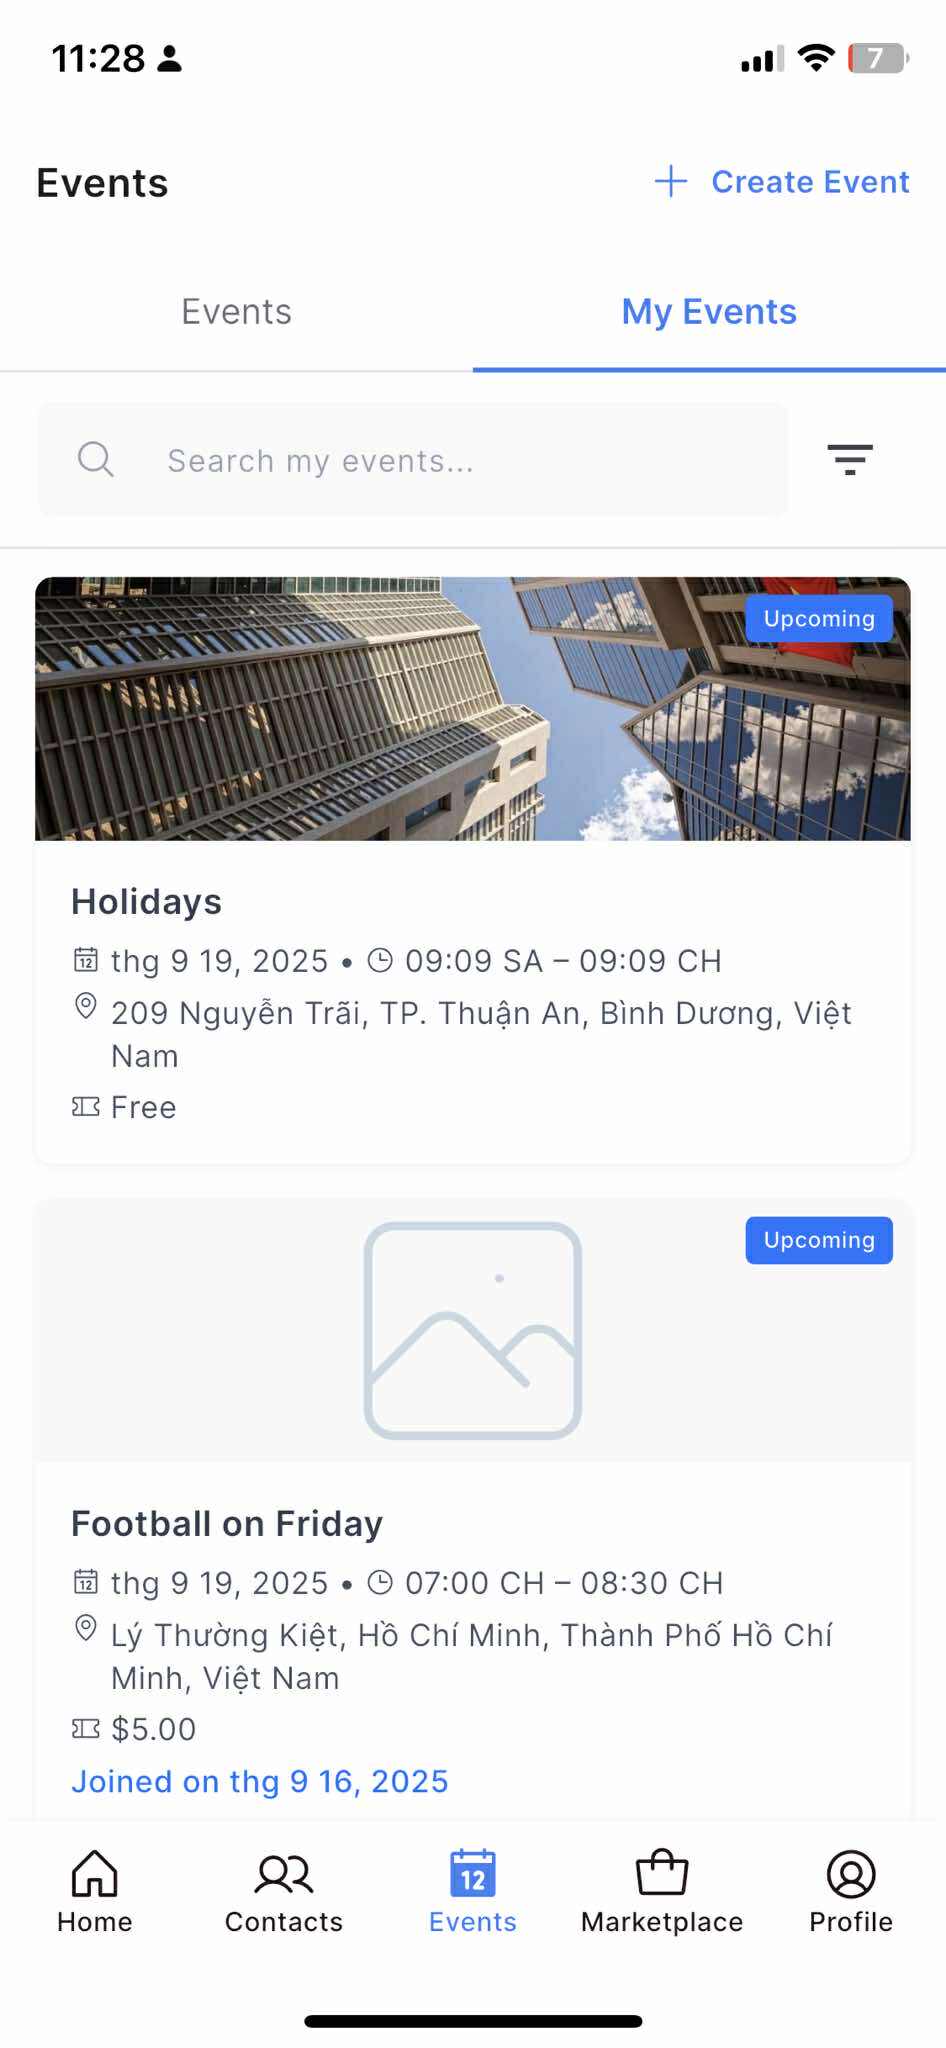 11:28
7
Events
Create Event
Events
My Events
Search my events...
Upcoming
Holidays
12 thg 9 19, 2025 • 09:09 SA – 09:09 CH
209 Nguyễn Trãi, TP. Thuận An, Bình Dương, Việt
Nam
Free
Upcoming
Football on Friday
12 thg 9 19, 2025 • 07:00 CH – 08:30 CH
Lý Thường Kiệt, Hồ Chí Minh, Thành Phố Hồ Chí
Minh, Việt Nam
$5.00
Joined on thg 9 16, 2025
12
Home
Contacts
Events
Marketplace
Profile